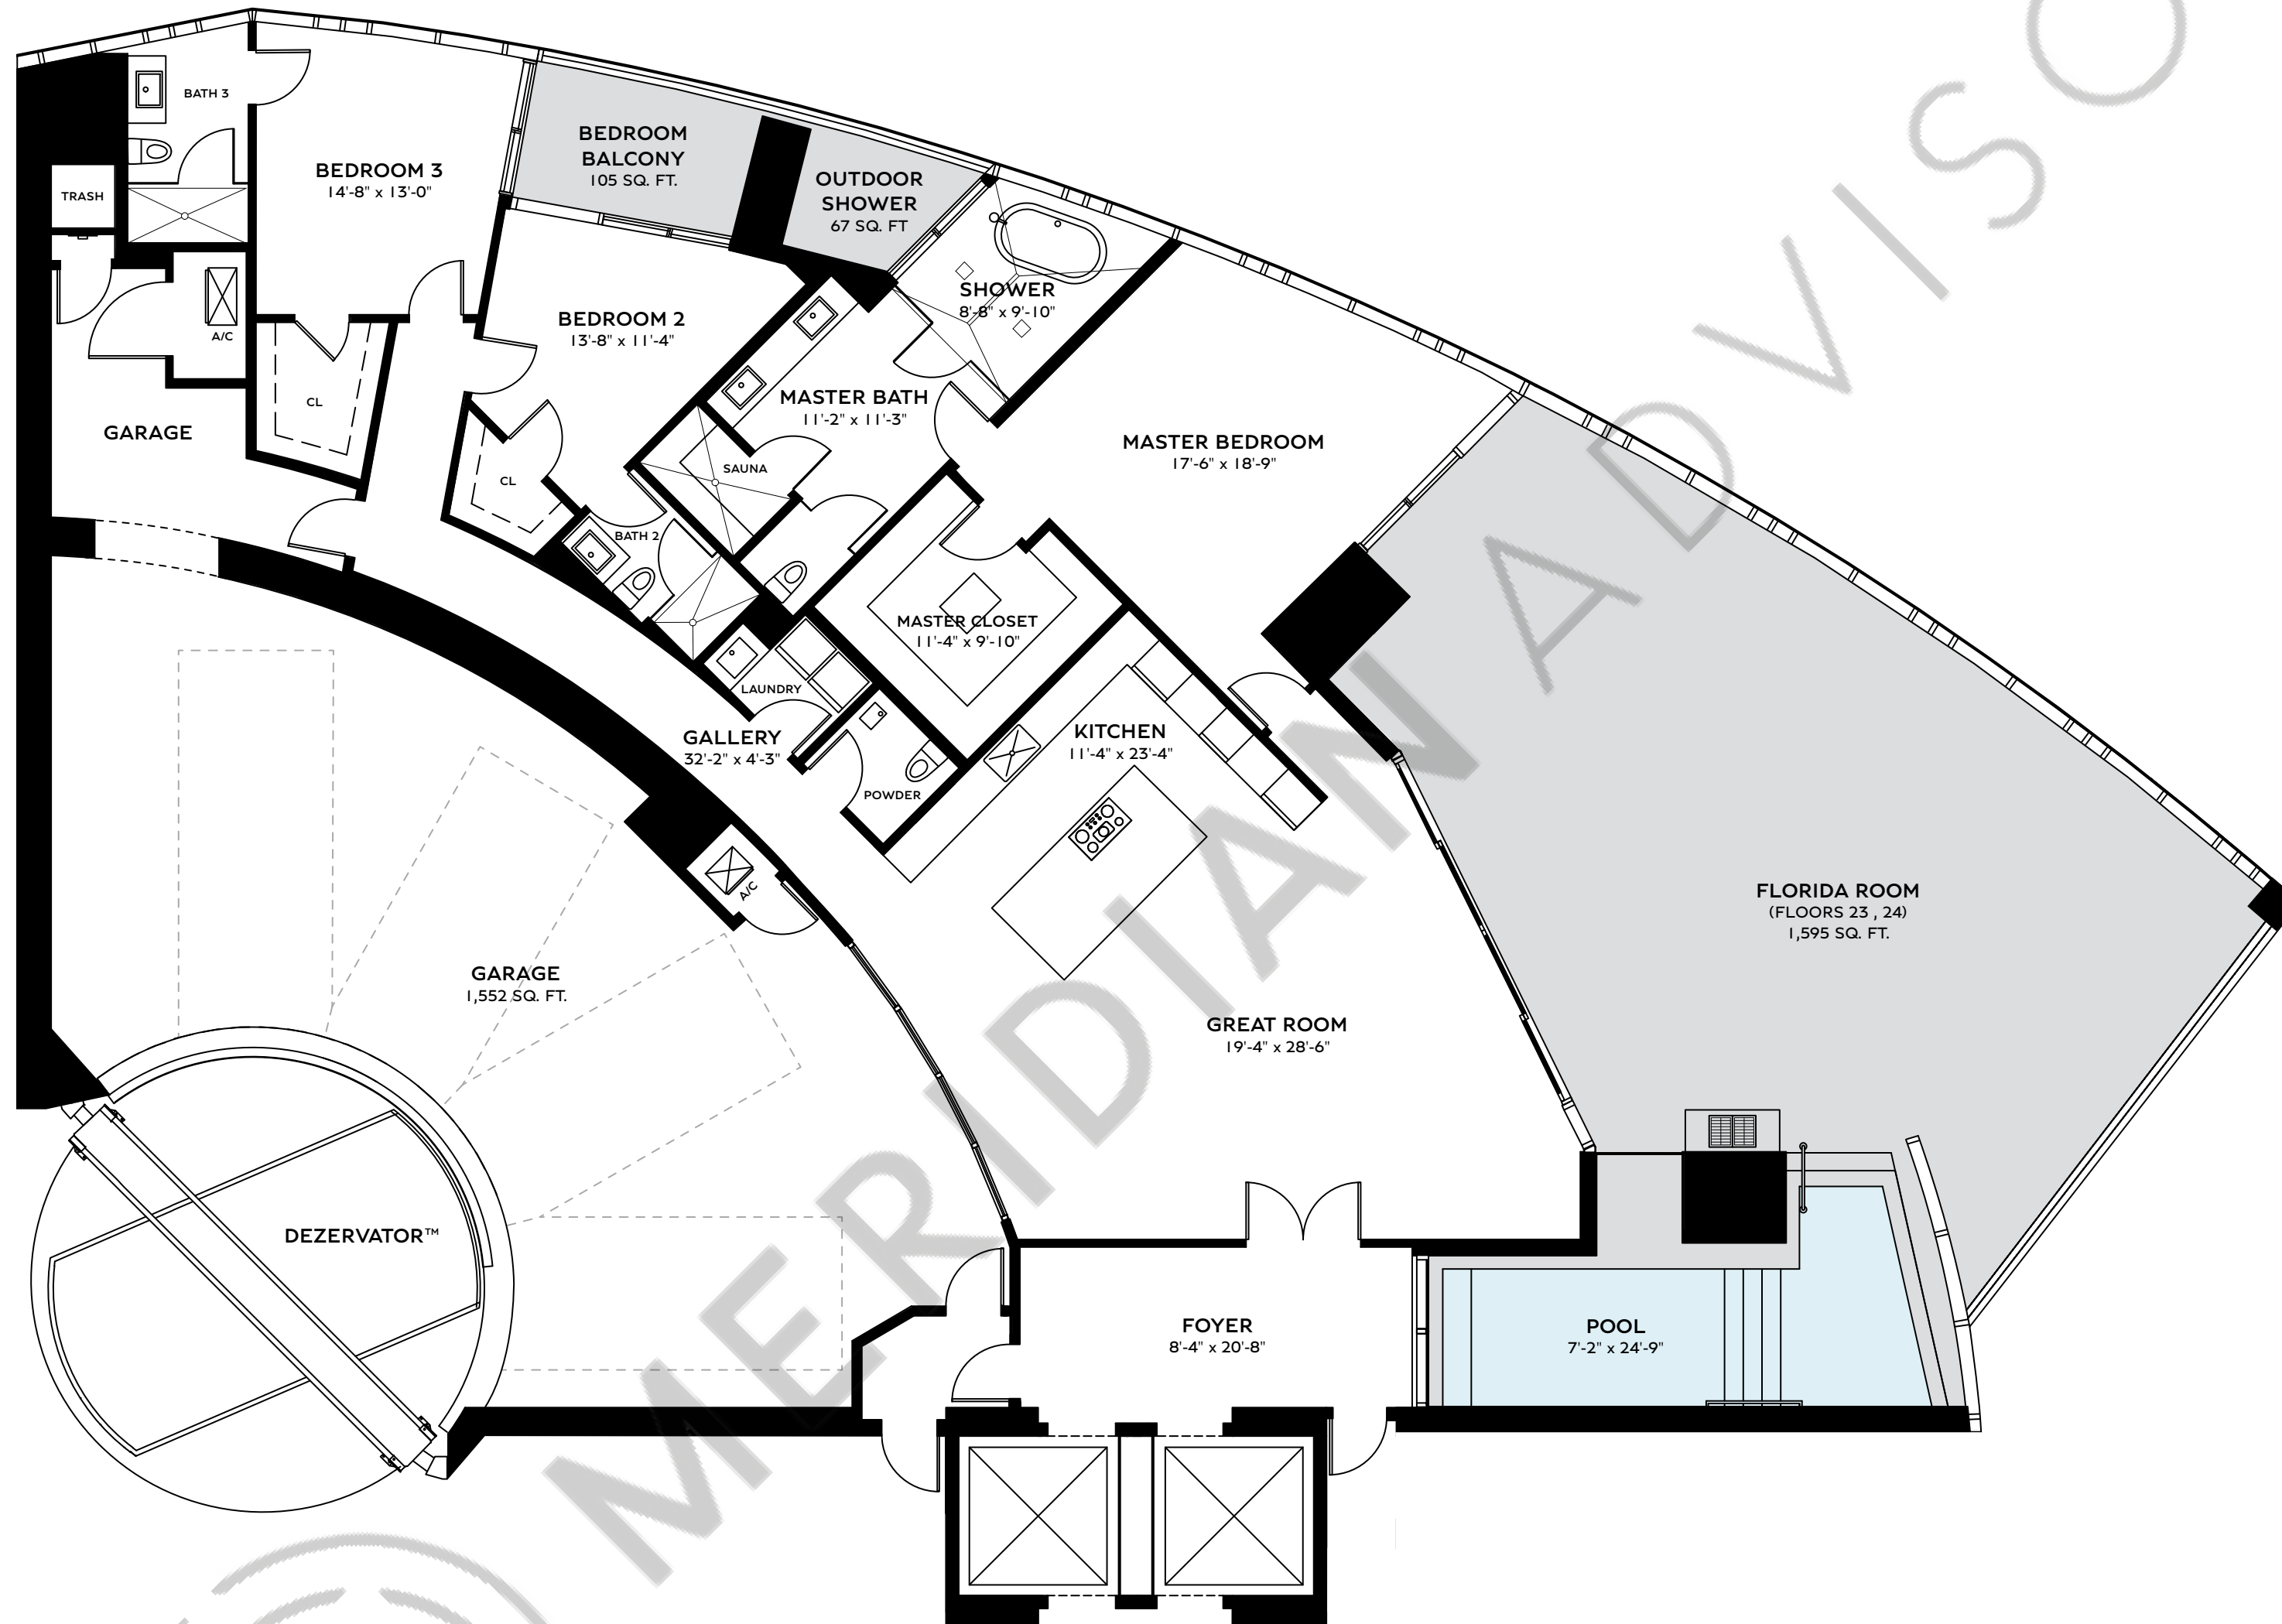 BATH 3
BEDROOM 3
14'-8" x 13'-0"
BEDROOM
BALCONY
105 SQ. FT.
OUTDOOR
SHOWER
67 SQ. FT
TRASH
A/C
CL
GARAGE
BEDROOM 2
13'-8" x 11'-4"
SHOWER
8'-8" x 9'-10"
MASTER BATH
11'-2" x 11'-3"
SAUNA
CL
BATH 2
MASTER BEDROOM
17'-6" x 18'-9"
MASTER CLOSET
11'-4" x 9'-10"
LAUNDRY
GALLERY
32'-2" x 4'-3"
POWDER
KITCHEN
11'-4" x 23'-4"
A/C
GARAGE
1,552 SQ. FT.
FLORIDA ROOM
(FLOORS 23 , 24)
1,595 SQ. FT.
GREAT ROOM
19'-4" x 28'-6"
DEZERVATOR™
FOYER
8'-4" x 20'-8"
POOL
7'-2" x 24'-9"
MERIDIAN ADVISO